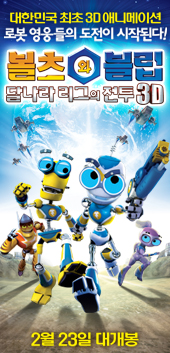 대한민국 최초 3D 애니메이션
로봇 영웅들의 도전이 시작된다!
볼츠와 블립
달나라 리그의 전투 3D
2월 23일 대개봉